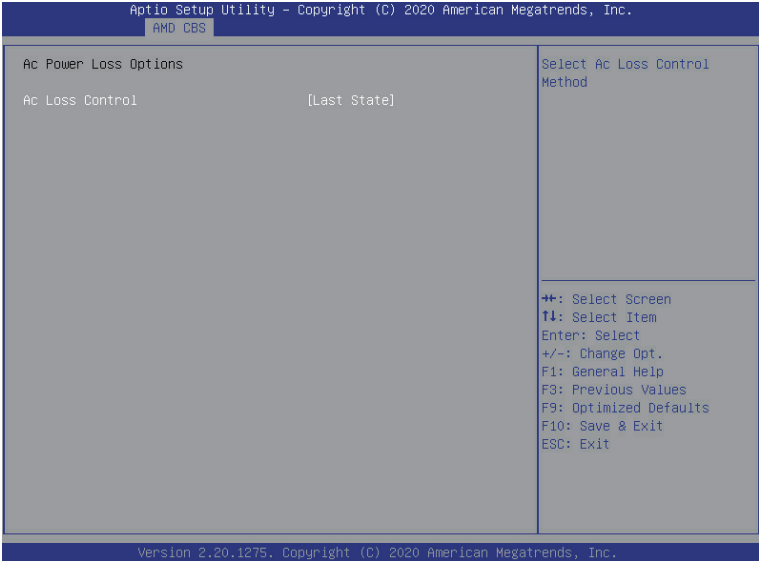 Aptio Setup Utility – Copyright (C) 2020 American Megatrends, Inc.
AMD CBS
Ac Power Loss Options
Ac Loss Control [Last State]
Select Ac Loss Control
Method
→←: Select Screen
↑↓: Select Item
Enter: Select
+/-: Change Opt.
F1: General Help
F3: Previous Values
F9: Optimized Defaults
F10: Save & Exit
ESC: Exit
Version 2.20.1275. Copyright (C) 2020 American Megatrends, Inc.